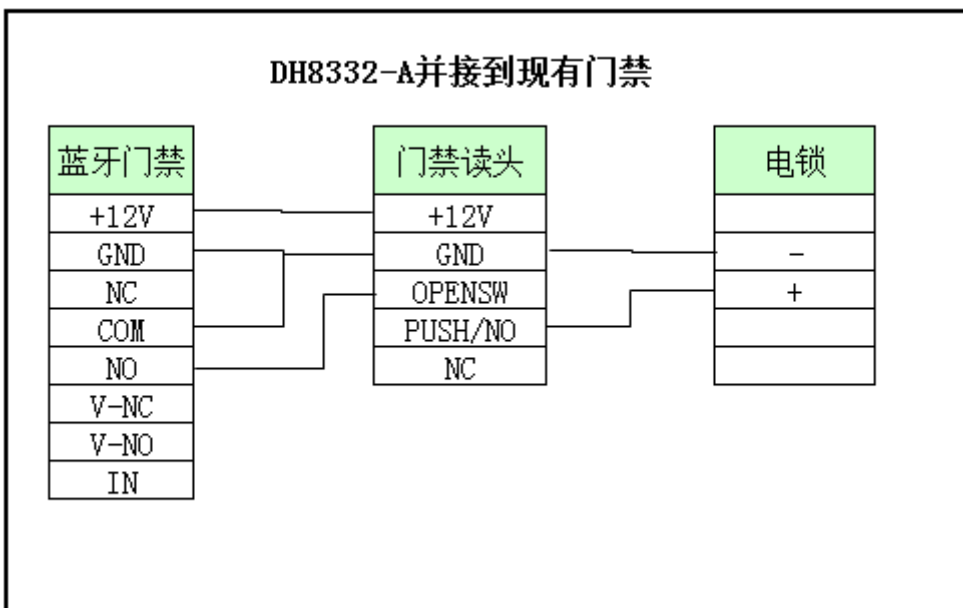 DH8332-A并接到现有门禁
蓝牙门禁
+12V
GND
NC
COM
NO
V-NC
V-NO
IN
门禁读头
+12V
GND
OPENSW
PUSH/NO
NC
电锁
-
+